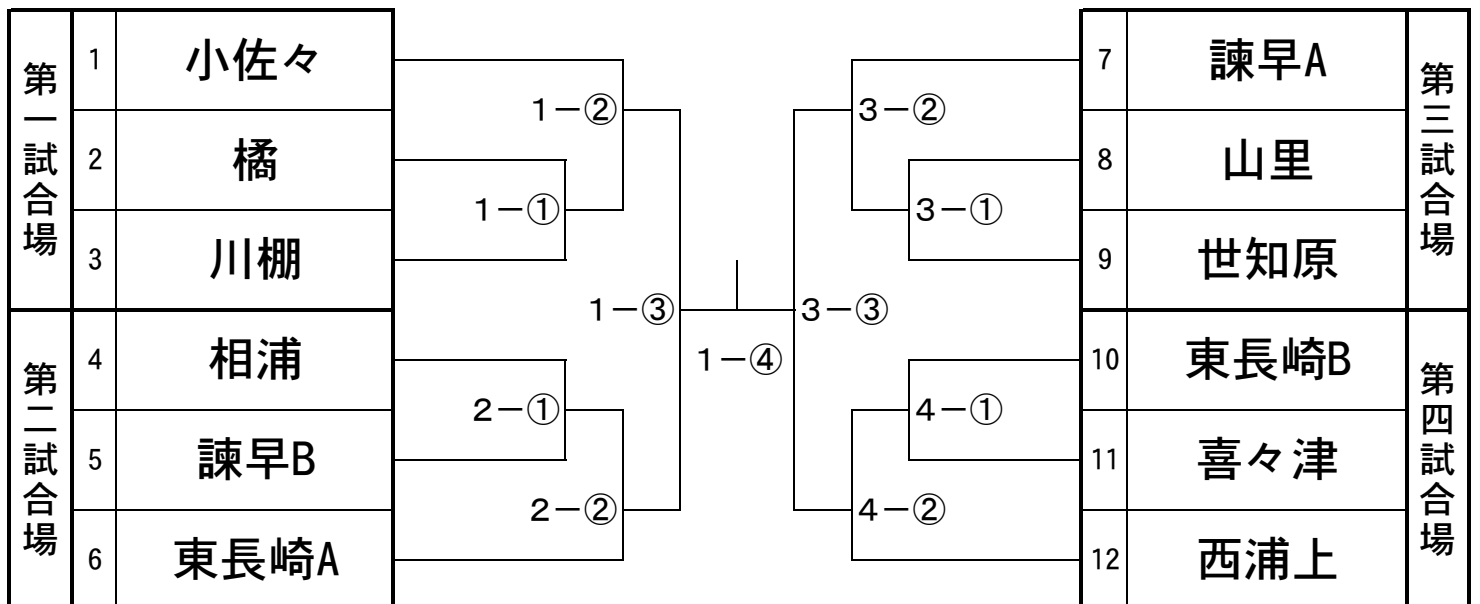 第一試合場
1 小佐々
2 橘
3 川棚
第二試合場
4 相浦
5 諫早B
6 東長崎A
1-②
1-①
1-③
2-①
2-②
1-④
3-②
3-①
3-③
4-①
4-②
7 諫早A
8 山里
9 世知原
第三試合場
10 東長崎B
11 喜々津
12 西浦上
第四試合場